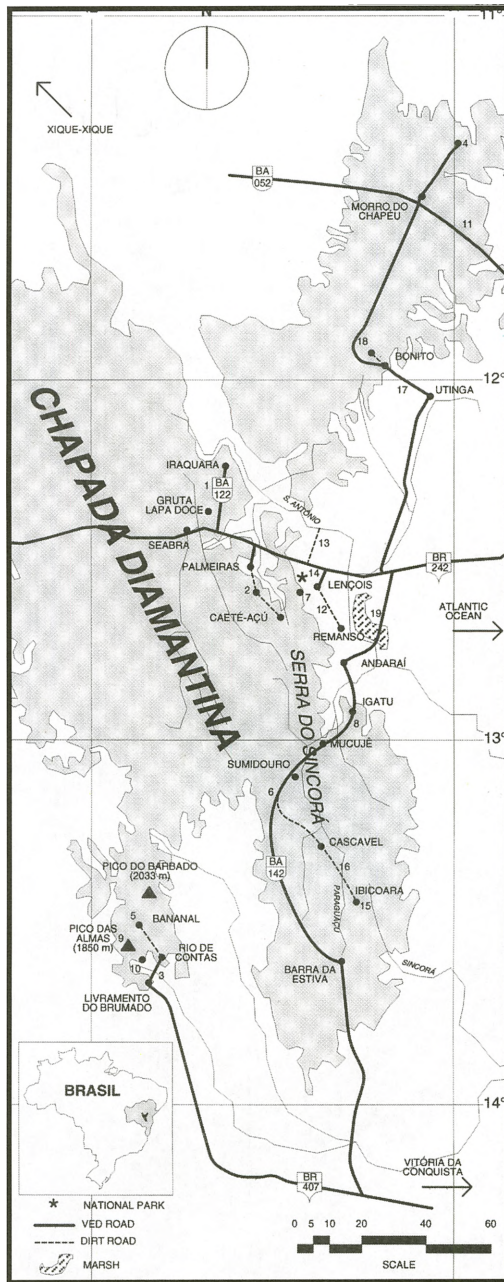 N
11°
XIQUE-XIQUE
BA
052
4
MORRO DO
CHAPÉU
11
18
BONITO
12°
17
UTINGA
CHAPADA DIAMANTINA
IRAQUARA
1
BA
122
GRUTA
LAPA DOCE
S. ANTÔNIO
SEABRA
13
BR
242
PALMEIRAS
14
LENÇOIS
2
7
12
19
ATLANTIC
OCEAN
CAETÉ-AÇÚ
REMANSO
ANDARAÍ
SERRA DO SINCORÁ
IGATU
8
13°
MUCUJÊ
SUMIDOURO
6
CASCAVEL
BA
142
16
PICO DO BARBADO
(2033 m)
IBICOARA
15
PARAGUAÇU
5
BANANAL
PICO DAS
ALMAS
(1850 m)
9
10
RIO DE
CONTAS
3
BARRA DA
ESTIVA
SINCORÁ
LIVRAMENTO
DO BRUMADO
BRASIL
14°
VITÓRIA DA
CONQUISTA
BR
407
* NATIONAL PARK
VED ROAD
DIRT ROAD
MARSH
0 5 10 20 40 60
SCALE